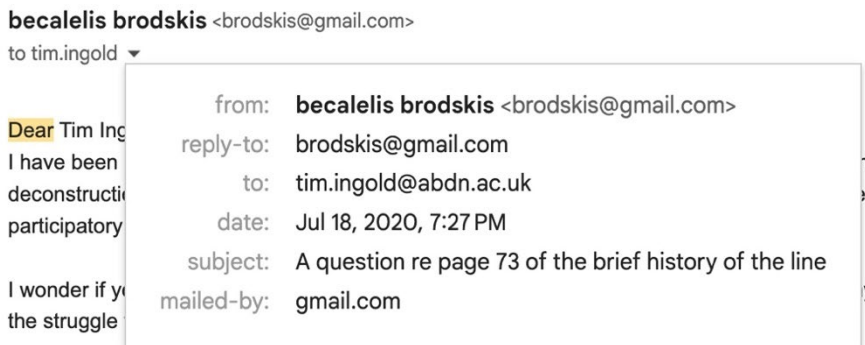 becalelis brodskis <brodskis@gmail.com>
to tim.ingold
from: becalelis brodskis <brodskis@gmail.com>
reply-to: brodskis@gmail.com
to: tim.ingold@abdn.ac.uk
date: Jul 18, 2020, 7:27 PM
subject: A question re page 73 of the brief history of the line
mailed-by: gmail.com
Dear Tim
I have been
participatory
I wonder if
the struggle